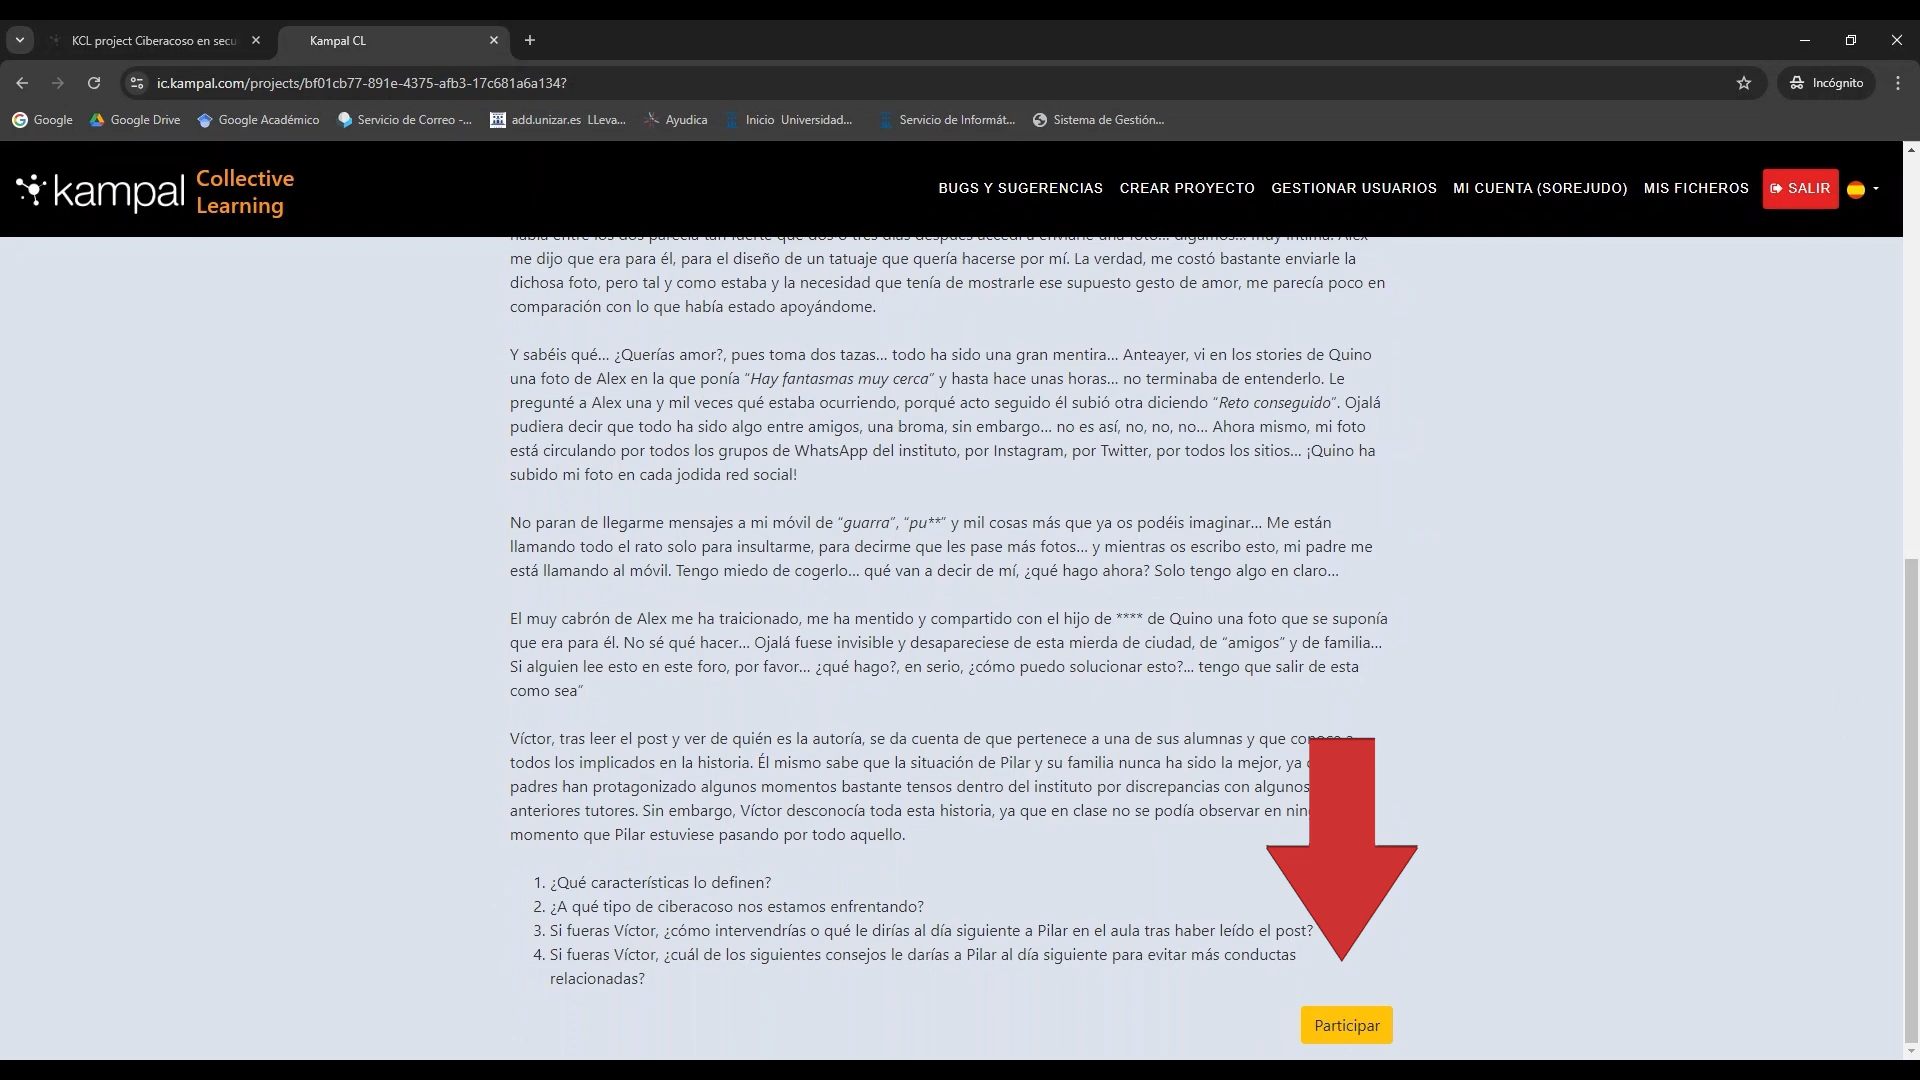 KCL project Ciberacoso en secu
Kampal CL
ic.kampal.com/projects/bf01cb77-891e-4375-afb3-17c681a6a134?
Incógnito
Google
Google Drive
Google Académico
Servicio de Correo -...
add.unizar.es LLeva...
Ayudica
Inicio Universidad...
Servicio de Informát...
Sistema de Gestión...
kampal
Collective
Learning
BUGS Y SUGERENCIAS
CREAR PROYECTO
GESTIONAR USUARIOS
MI CUENTA (SOREJUDO)
MIS FICHEROS
SALIR
había entre los dos parecía tan fuerte que dos o tres días después accedí a enviarle una foto... digamos... muy íntima. Alex
me dijo que era para él, para el diseño de un tatuaje que quería hacerse por mí. La verdad, me costó bastante enviarle la
dichosa foto, pero tal y como estaba y la necesidad que tenía de mostrarle ese supuesto gesto de amor, me parecía poco en
comparación con lo que había estado apoyándome.
Y sabéis qué... ¿Querías amor?, pues toma dos tazas... todo ha sido una gran mentira... Anteayer, vi en los stories de Quino
una foto de Alex en la que ponía “Hay fantasmas muy cerca” y hasta hace unas horas... no terminaba de entenderlo. Le
pregunté a Alex una y mil veces qué estaba ocurriendo, porqué acto seguido él subió otra diciendo “Reto conseguido”. Ojalá
pudiera decir que todo ha sido algo entre amigos, una broma, sin embargo... no es así, no, no, no... Ahora mismo, mi foto
está circulando por todos los grupos de WhatsApp del instituto, por Instagram, por Twitter, por todos los sitios... ¡Quino ha
subido mi foto en cada jodida red social!
No paran de llegarme mensajes a mi móvil de “guarra”, “pu**” y mil cosas más que ya os podéis imaginar... Me están
llamando todo el rato solo para insultarme, para decirme que les pase más fotos... y mientras os escribo esto, mi padre me
está llamando al móvil. Tengo miedo de cogerlo... qué van a decir de mí, ¿qué hago ahora? Solo tengo algo en claro...
El muy cabrón de Alex me ha traicionado, me ha mentido y compartido con el hijo de **** de Quino una foto que se suponía
que era para él. No sé qué hacer... Ojalá fuese invisible y desapareciese de esta mierda de ciudad, de “amigos” y de familia...
Si alguien lee esto en este foro, por favor... ¿qué hago?, en serio, ¿cómo puedo solucionar esto?... tengo que salir de esta
como sea”
Víctor, tras leer el post y ver de quién es la autoría, se da cuenta de que pertenece a una de sus alumnas y que conoce a
todos los implicados en la historia. Él mismo sabe que la situación de Pilar y su familia nunca ha sido la mejor, ya
padres han protagonizado algunos momentos bastante tensos dentro del instituto por discrepancias con algunos
anteriores tutores. Sin embargo, Víctor desconocía toda esta historia, ya que en clase no se podía observar en
momento que Pilar estuviese pasando por todo aquello.
1. ¿Qué características lo definen?
2. ¿A qué tipo de ciberacoso nos estamos enfrentando?
3. Si fueras Víctor, ¿cómo intervendrías o qué le dirías al día siguiente a Pilar en el aula tras haber leído el post?
4. Si fueras Víctor, ¿cuál de los siguientes consejos le darías a Pilar al día siguiente para evitar más conductas
relacionadas?
Participar